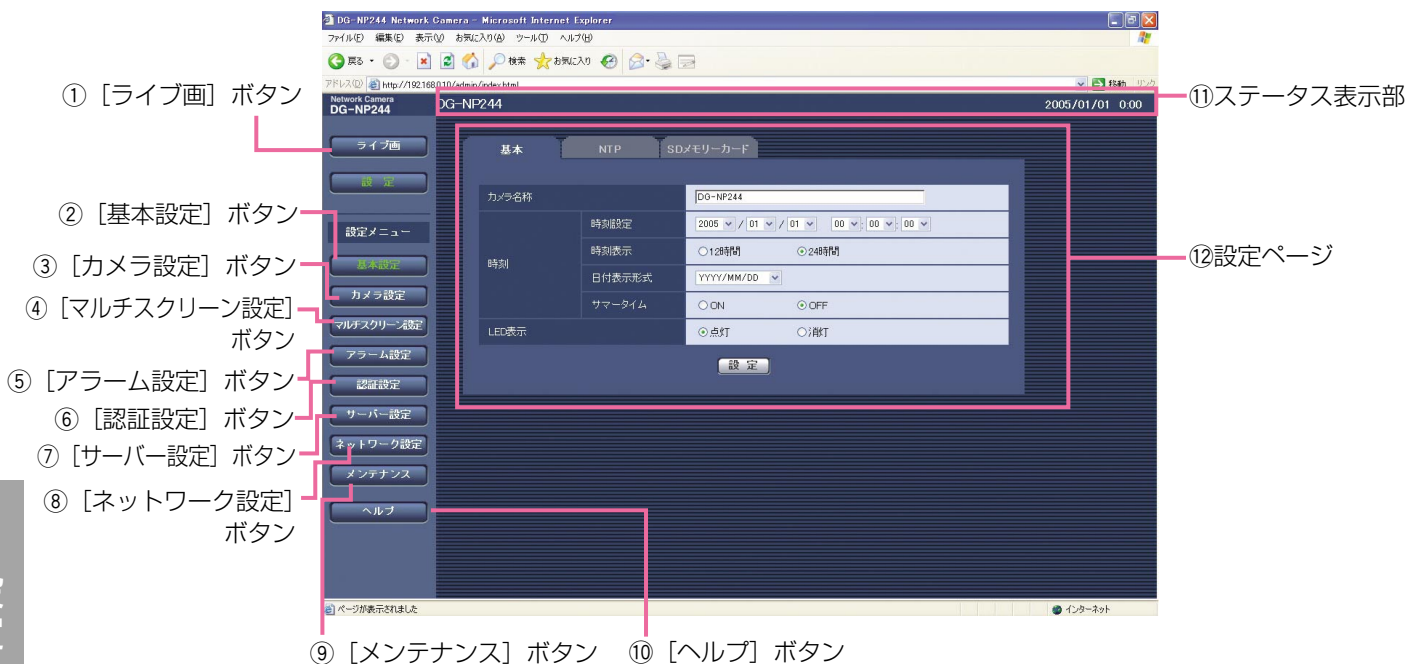 DG-NP244 Network Camera - Microsoft Internet Explorer
ファイル(F) 編集(E) 表示(V) お気に入り(A) ツール(T) ヘルプ(H)
戻る 検索 お気に入り
アドレス(D) http://192.168.0.10/admin/index.html 移動 リンク
Network Camera
DG-NP244
DG-NP244 2005/01/01 0:00
① ［ライブ画］ボタン
⑪ステータス表示部
ライブ画
設 定
設定メニュー
基本設定
カメラ設定
マルチスクリーン設定
アラーム設定
認証設定
サーバー設定
ネットワーク設定
メンテナンス
ヘルプ
② ［基本設定］ボタン
③ ［カメラ設定］ボタン
④ ［マルチスクリーン設定］
ボタン
⑤ ［アラーム設定］ボタン
⑥ ［認証設定］ボタン
⑦ ［サーバー設定］ボタン
⑧ ［ネットワーク設定］
ボタン
基本 NTP SDメモリーカード
カメラ名称 DG-NP244
時刻
時刻設定 2005 / 01 / 01 00 : 00 : 00
時刻表示 12時間 24時間
日付表示形式 YYYY/MM/DD
サマータイム ON OFF
LED表示 点灯 消灯
設 定
⑫設定ページ
ページが表示されました インターネット
⑨ ［メンテナンス］ボタン ⑩ ［ヘルプ］ボタン